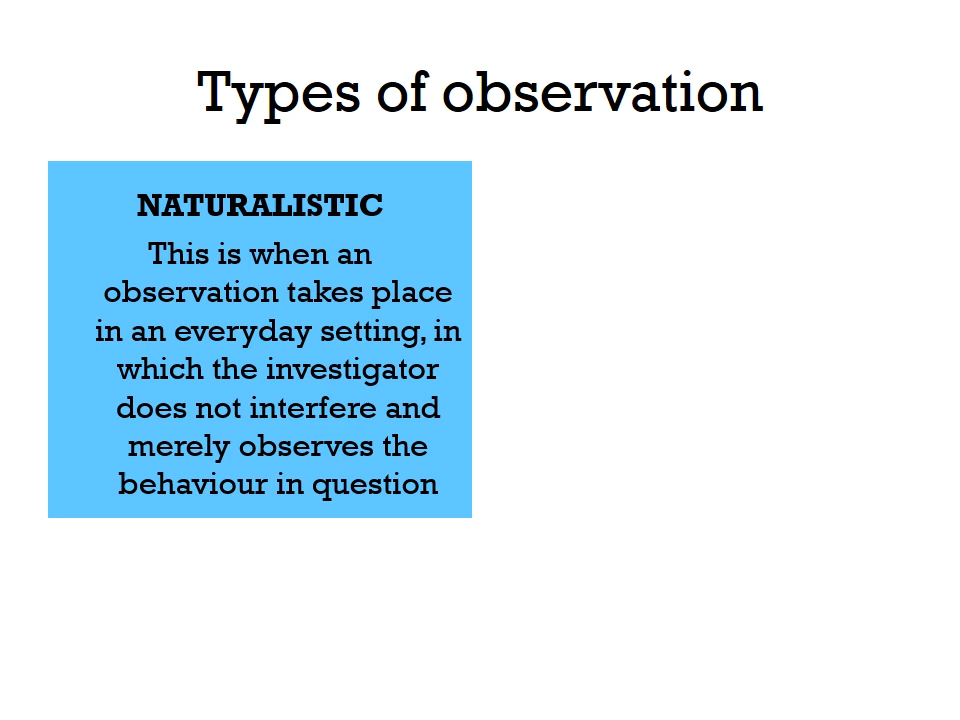 Types of observation
NATURALISTIC
This is when an
observation takes place
in an everyday setting, in
which the investigator
does not interfere and
merely observes the
behaviour in question